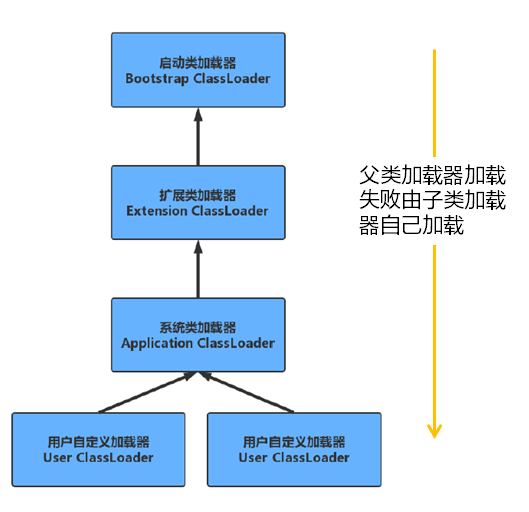 启动类加载器
Bootstrap ClassLoader
扩展类加载器
Extension ClassLoader
父类加载器加载
失败由子类加载
器自己加载
系统类加载器
Application ClassLoader
用户自定义加载器
User ClassLoader
用户自定义加载器
User ClassLoader